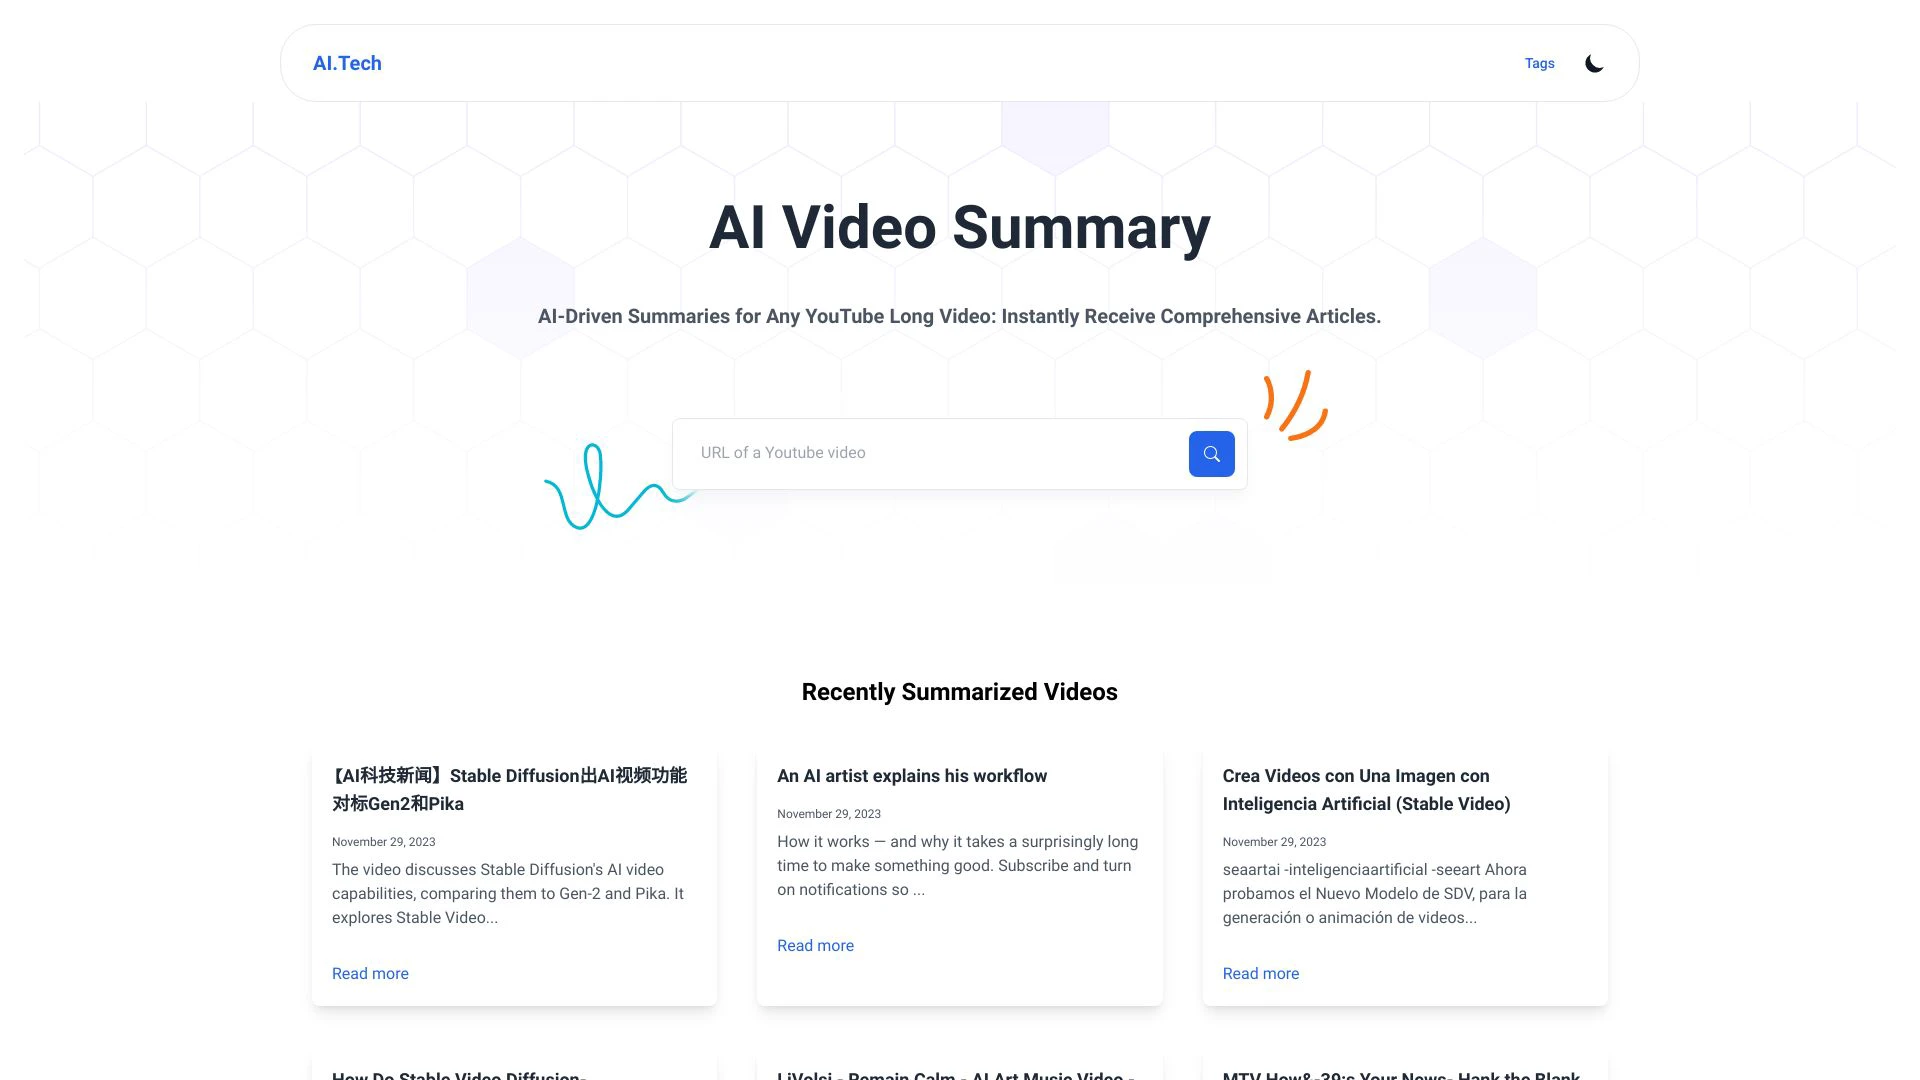 AI.Tech
Tags
AI Video Summary
AI-Driven Summaries for Any YouTube Long Video: Instantly Receive Comprehensive Articles.
URL of a Youtube video
Recently Summarized Videos
【AI科技新闻】Stable Diffusion出AI视频功能
对标Gen2和Pika
November 29, 2023
The video discusses Stable Diffusion's AI video
capabilities, comparing them to Gen-2 and Pika. It
explores Stable Video...
Read more
An AI artist explains his workflow
November 29, 2023
How it works — and why it takes a surprisingly long
time to make something good. Subscribe and turn
on notifications so ...
Read more
Crea Videos con Una Imagen con
Inteligencia Artificial (Stable Video)
November 29, 2023
seaartai -inteligenciaartificial -seeart Ahora
probamos el Nuevo Modelo de SDV, para la
generación o animación de videos...
Read more
How Do Stable Video Diffusion-
LiVolsi - Remain Calm - AI Art Music Video -
MTV How&-39;s Your News- Hank the Blank